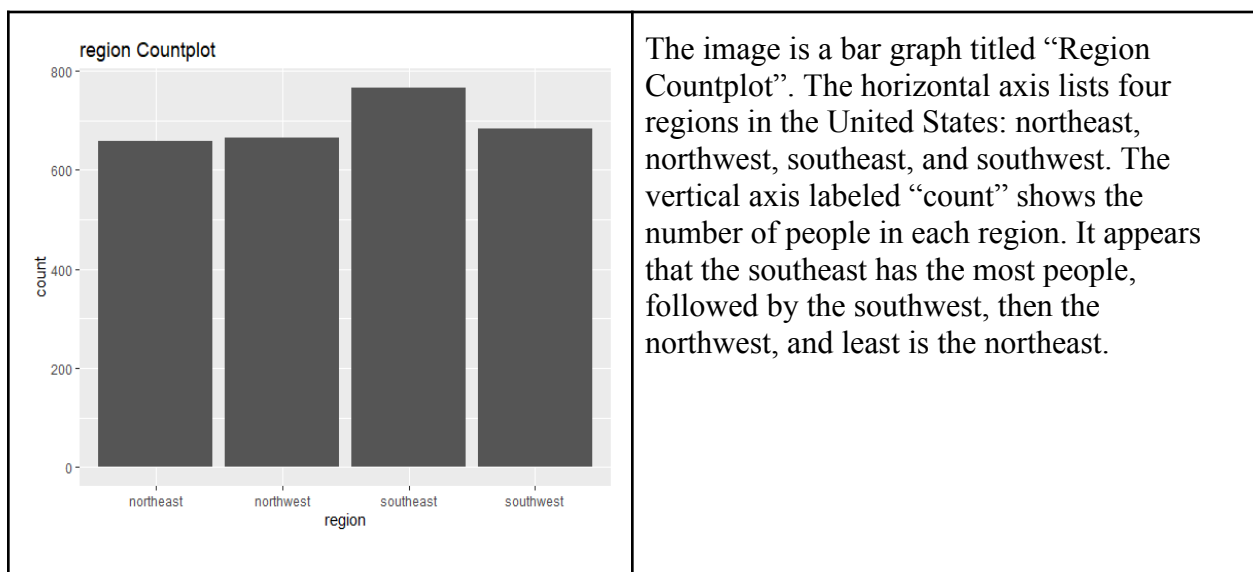 region Countplot
800
600
400
200
0
count
northeast northwest southeast southwest
region
The image is a bar graph titled “Region
Countplot”. The horizontal axis lists four
regions in the United States: northeast,
northwest, southeast, and southwest. The
vertical axis labeled “count” shows the
number of people in each region. It appears
that the southeast has the most people,
followed by the southwest, then the
northwest, and least is the northeast.